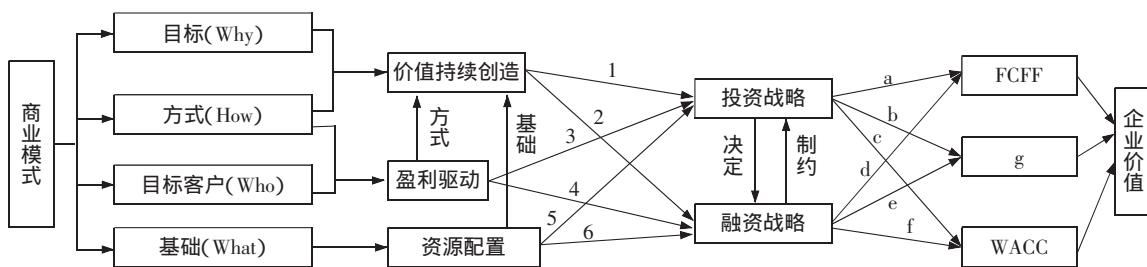 商业模式
目标(Why)
方式(How)
目标客户(Who)
基础(What)
价值持续创造
方式
基础
盈利驱动
资源配置
1
2
3
4
5
6
投资战略
决定
制约
融资战略
a
b
c
d
e
f
FCFF
g
WACC
企业价值